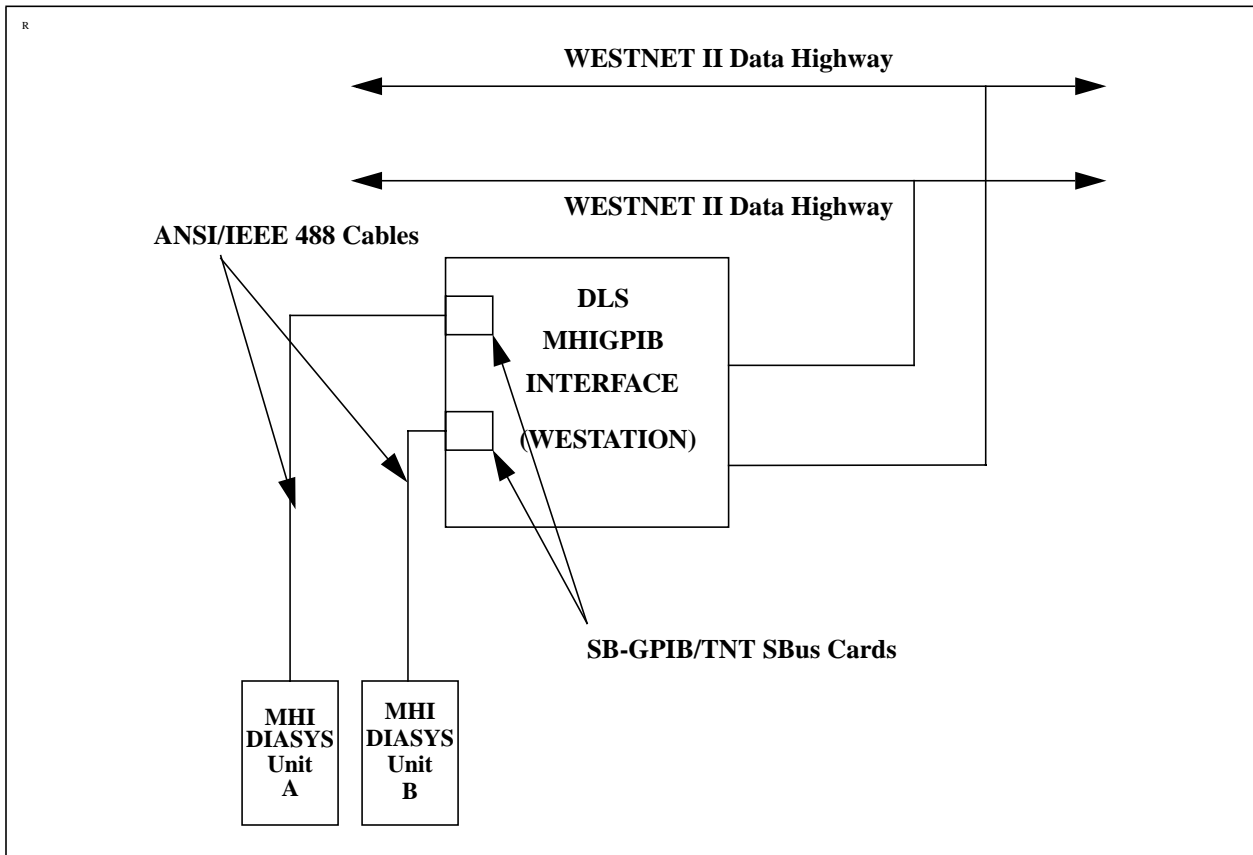 R
WESTNET II Data Highway
WESTNET II Data Highway
ANSI/IEEE 488 Cables
DLS
MHIGPIB
INTERFACE
(WESTATION)
SB-GPIB/TNT SBus Cards
MHI
DIASYS
Unit
A
MHI
DIASYS
Unit
B